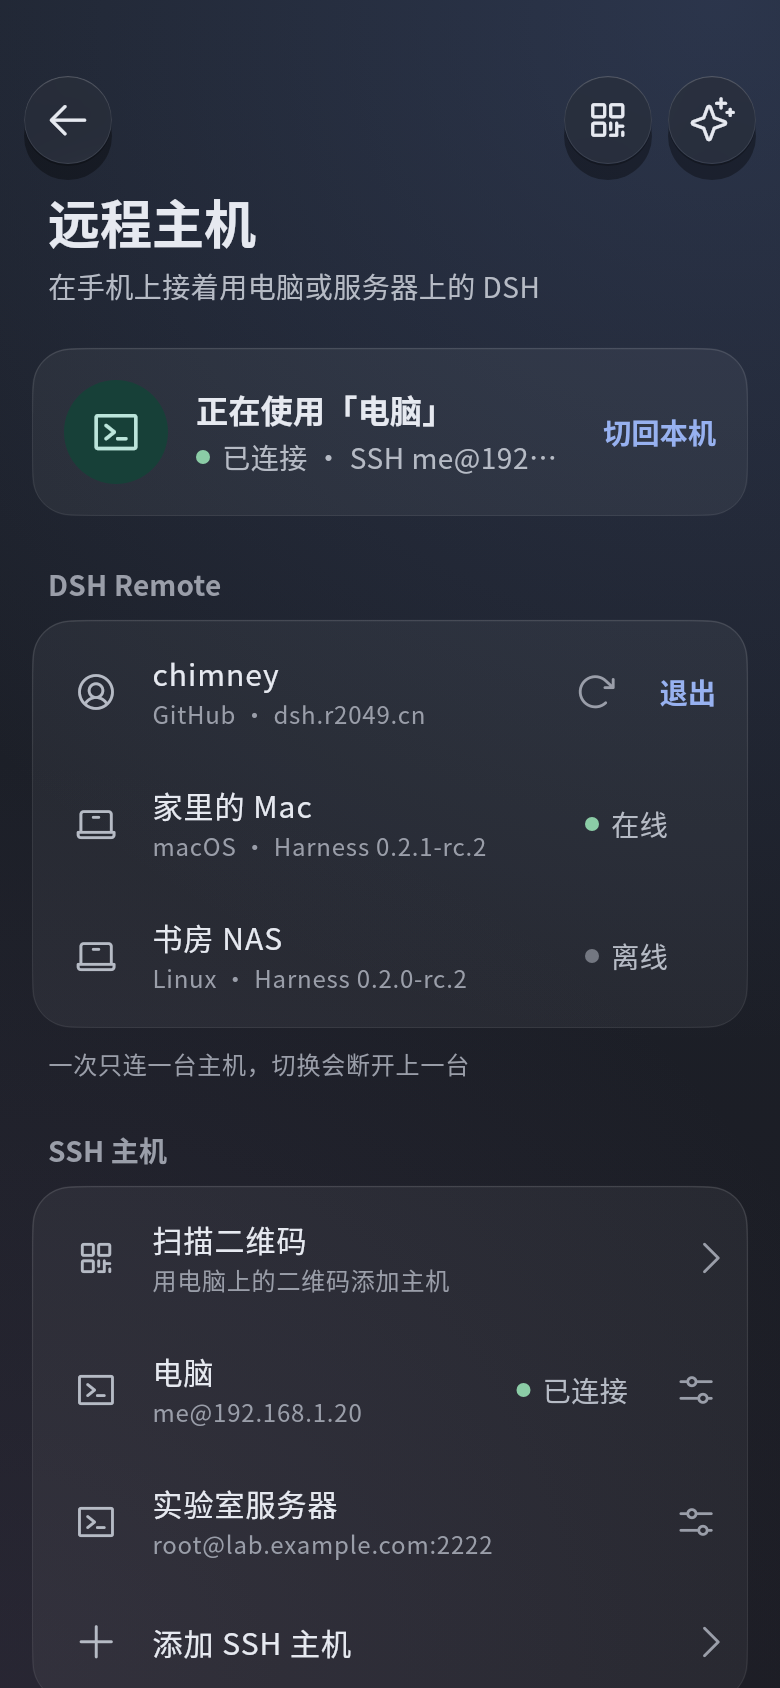 远程主机
在手机上接着用电脑或服务器上的 DSH
正在使用「电脑」
已连接 · SSH me@192…
切回本机
DSH Remote
chimney
GitHub · dsh.r2049.cn
退出
家里的 Mac
macOS · Harness 0.2.1-rc.2
在线
书房 NAS
Linux · Harness 0.2.0-rc.2
离线
一次只连一台主机，切换会断开上一台
SSH 主机
扫描二维码
用电脑上的二维码添加主机
电脑
me@192.168.1.20
已连接
实验室服务器
root@lab.example.com:2222
添加 SSH 主机